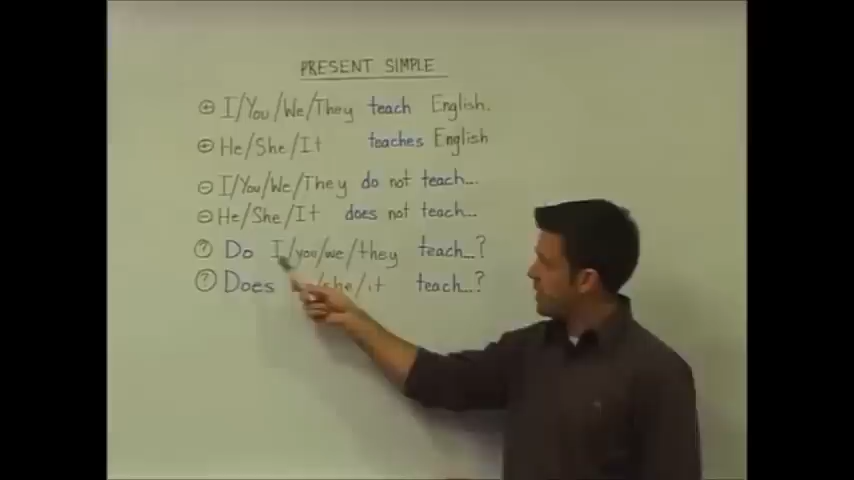 PRESENT SIMPLE
⊕ I/You/We/They teach English.
⊕ He/She/It teaches English
⊖ I/You/We/They do not teach...
⊖ He/She/It does not teach...
? Do I/you/we/they teach...?
? Does /she/it teach...?